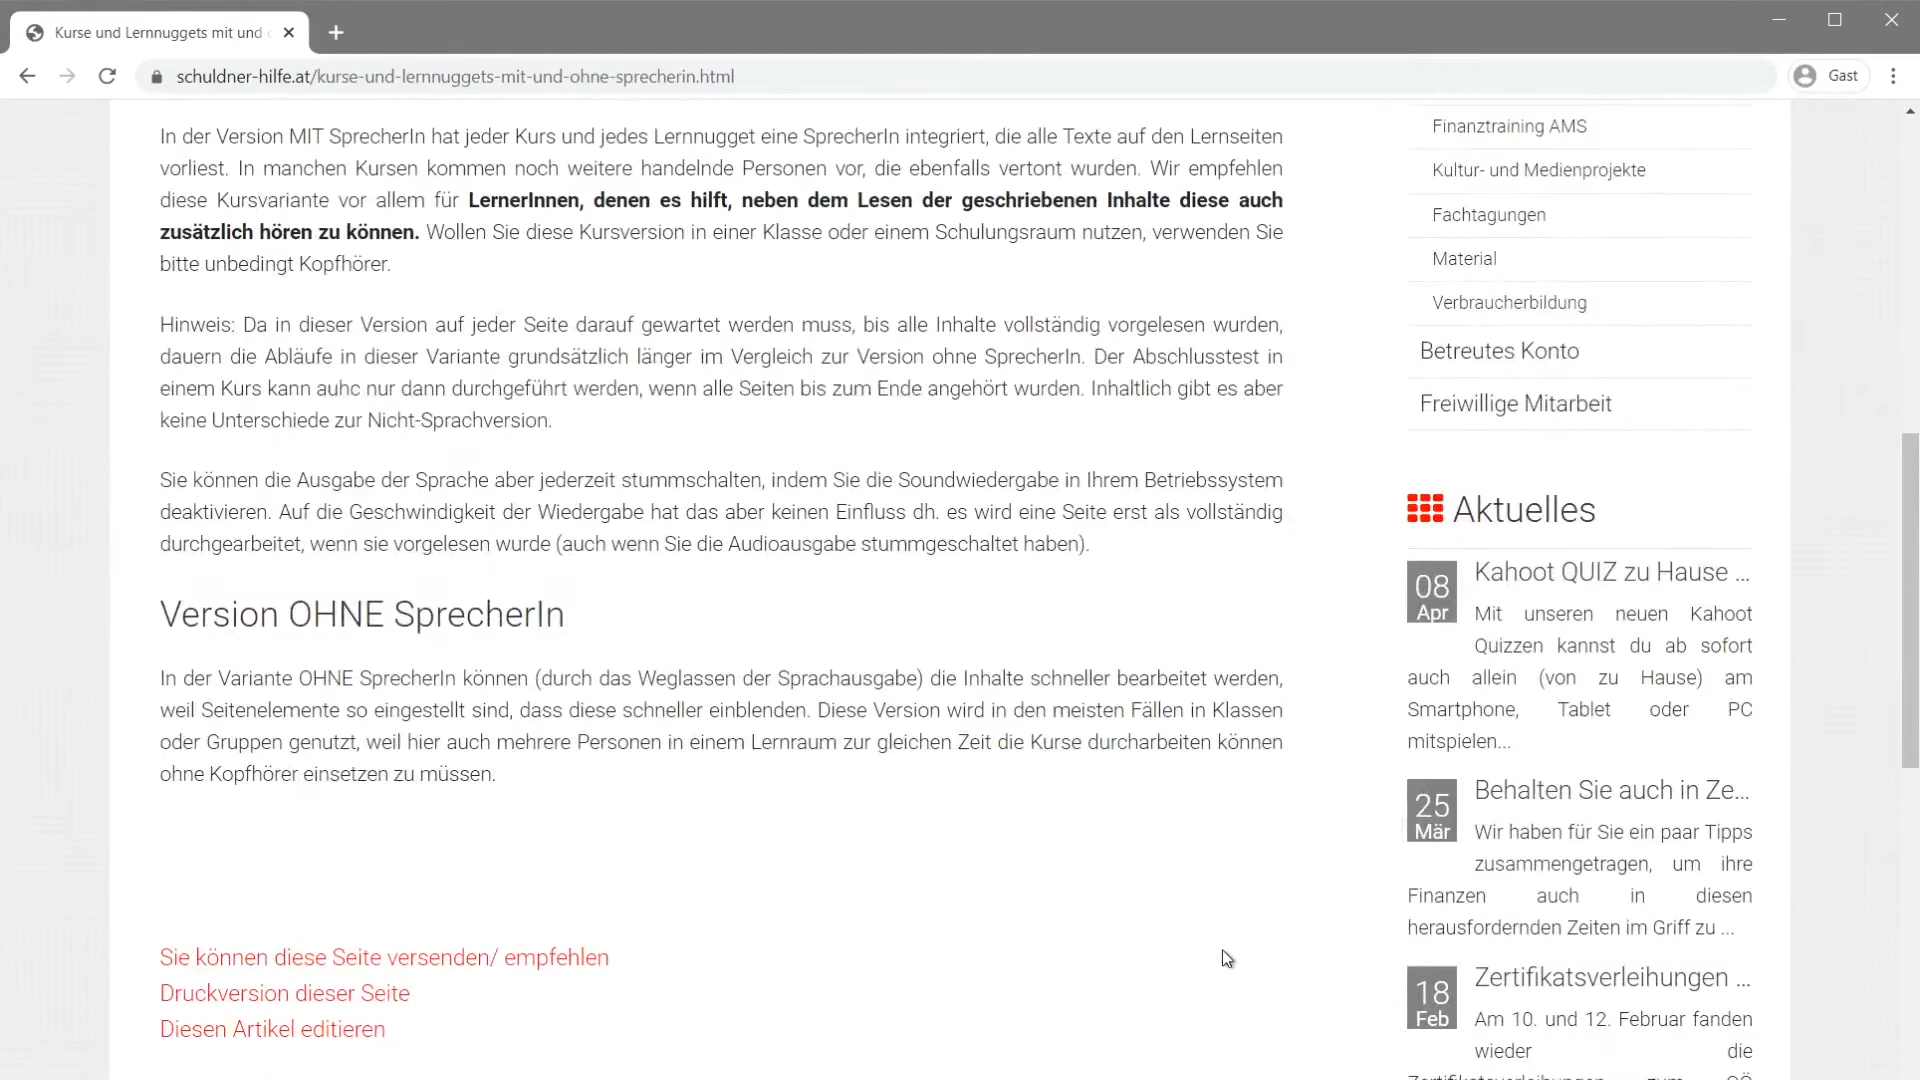 Kurse und Lernnuggets mit und
schuldner-hilfe.at/kurse-und-lernnuggets-mit-und-ohne-sprecherin.html
Gast
In der Version MIT SprecherIn hat jeder Kurs und jedes Lernnugget eine SprecherIn integriert, die alle Texte auf den Lernseiten
vorliest. In manchen Kursen kommen noch weitere handelnde Personen vor, die ebenfalls vertont wurden. Wir empfehlen
diese Kursvariante vor allem für LernerInnen, denen es hilft, neben dem Lesen der geschriebenen Inhalte diese auch
zusätzlich hören zu können. Wollen Sie diese Kursversion in einer Klasse oder einem Schulungsraum nutzen, verwenden Sie
bitte unbedingt Kopfhörer.
Hinweis: Da in dieser Version auf jeder Seite darauf gewartet werden muss, bis alle Inhalte vollständig vorgelesen wurden,
dauern die Abläufe in dieser Variante grundsätzlich länger im Vergleich zur Version ohne SprecherIn. Der Abschlusstest in
einem Kurs kann auhc nur dann durchgeführt werden, wenn alle Seiten bis zum Ende angehört wurden. Inhaltlich gibt es aber
keine Unterschiede zur Nicht-Sprachversion.
Sie können die Ausgabe der Sprache aber jederzeit stummschalten, indem Sie die Soundwiedergabe in Ihrem Betriebssystem
deaktivieren. Auf die Geschwindigkeit der Wiedergabe hat das aber keinen Einfluss dh. es wird eine Seite erst als vollständig
durchgearbeitet, wenn sie vorgelesen wurde (auch wenn Sie die Audioausgabe stummgeschaltet haben).
Version OHNE SprecherIn
In der Variante OHNE SprecherIn können (durch das Weglassen der Sprachausgabe) die Inhalte schneller bearbeitet werden,
weil Seitenelemente so eingestellt sind, dass diese schneller einblenden. Diese Version wird in den meisten Fällen in Klassen
oder Gruppen genutzt, weil hier auch mehrere Personen in einem Lernraum zur gleichen Zeit die Kurse durcharbeiten können
ohne Kopfhörer einsetzen zu müssen.
Sie können diese Seite versenden/ empfehlen
Druckversion dieser Seite
Diesen Artikel editieren
Finanztraining AMS
Kultur- und Medienprojekte
Fachtagungen
Material
Verbraucherbildung
Betreutes Konto
Freiwillige Mitarbeit
Aktuelles
08
Apr
Kahoot QUIZ zu Hause ...
Mit unseren neuen Kahoot
Quizzen kannst du ab sofort
auch allein (von zu Hause) am
Smartphone, Tablet oder PC
mitspielen...
25
Mär
Behalten Sie auch in Ze...
Wir haben für Sie ein paar Tipps
zusammengetragen, um ihre
Finanzen auch in diesen
herausfordernden Zeiten im Griff zu ...
18
Feb
Zertifikatsverleihungen ...
Am 10. und 12. Februar fanden
wieder die